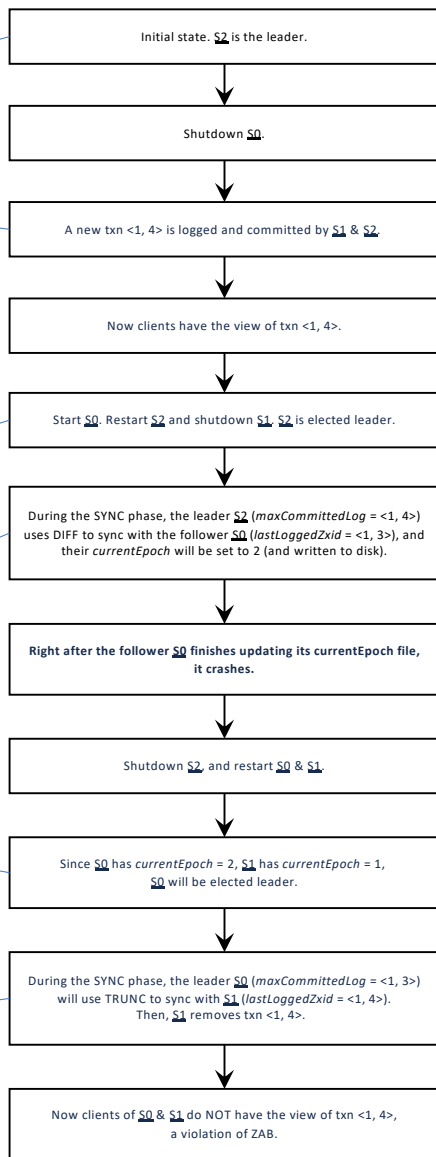 Initial state. S2 is the leader.
Shutdown S0.
A new txn <1, 4> is logged and committed by S1 & S2.
Now clients have the view of txn <1, 4>.
Start S0. Restart S2 and shutdown S1. S2 is elected leader.
During the SYNC phase, the leader S2 (maxCommittedLog = <1, 4>)
uses DIFF to sync with the follower S0 (lastLoggedZxid = <1, 3>), and
their currentEpoch will be set to 2 (and written to disk).
Right after the follower S0 finishes updating its currentEpoch file,
it crashes.
Shutdown S2, and restart S0 & S1.
Since S0 has currentEpoch = 2, S1 has currentEpoch = 1,
S0 will be elected leader.
During the SYNC phase, the leader S0 (maxCommittedLog = <1, 3>)
will use TRUNC to sync with S1 (lastLoggedZxid = <1, 4>).
Then, S1 removes txn <1, 4>.
Now clients of S0 & S1 do NOT have the view of txn <1, 4>,
a violation of ZAB.